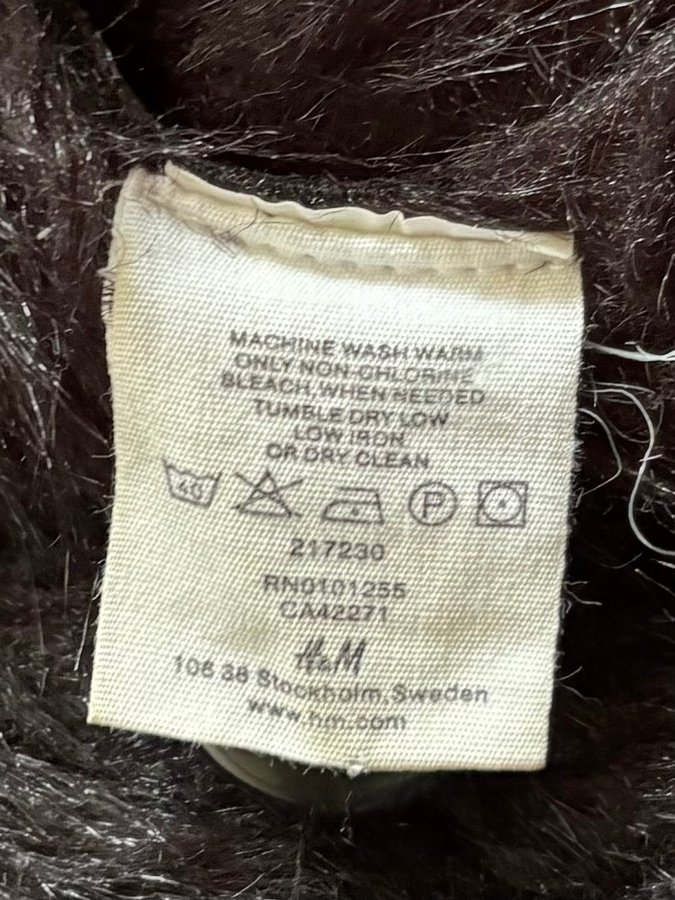 MACHINE WASH WARM
ONLY NON-CHLORINE
BLEACH, WHEN NEEDED
TUMBLE DRY LOW
LOW IRON
OR DRY CLEAN
40 P
217230
RN0101255
CA42271
H&M
106 38 Stockholm, Sweden
www.hm.com